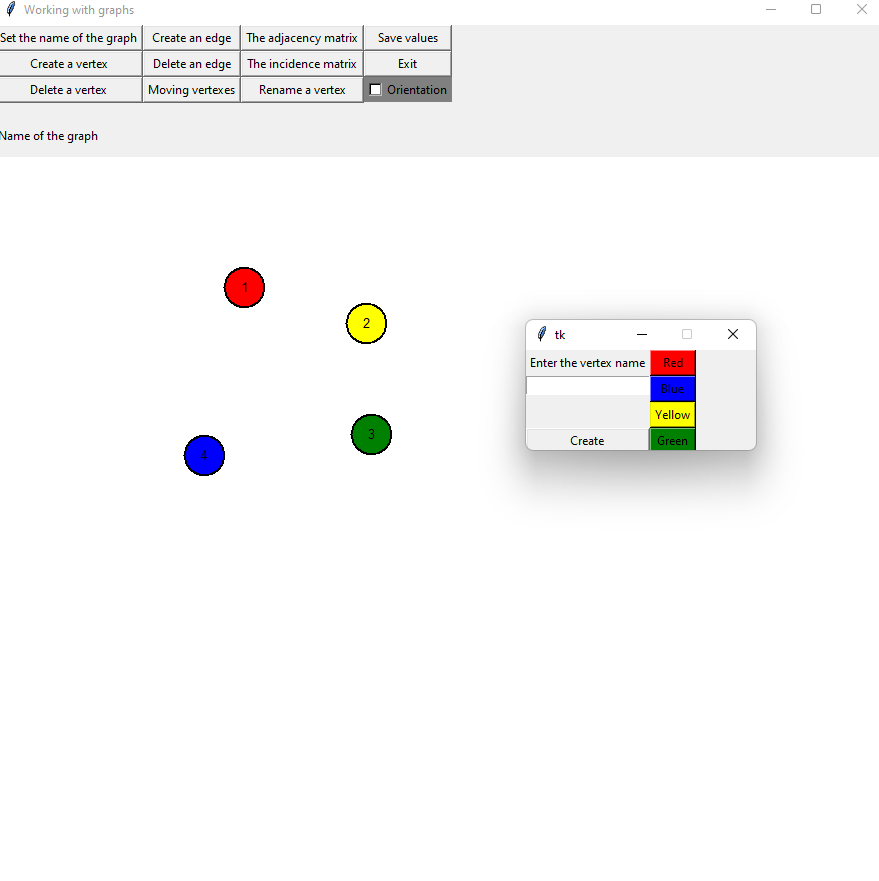 Working with graphs
Set the name of the graph Create an edge The adjacency matrix Save values
Create a vertex Delete an edge The incidence matrix Exit
Delete a vertex Moving vertexes Rename a vertex Orientation
Name of the graph
1
2
tk
Enter the vertex name Red
Blue
Yellow
Create Green
3
4